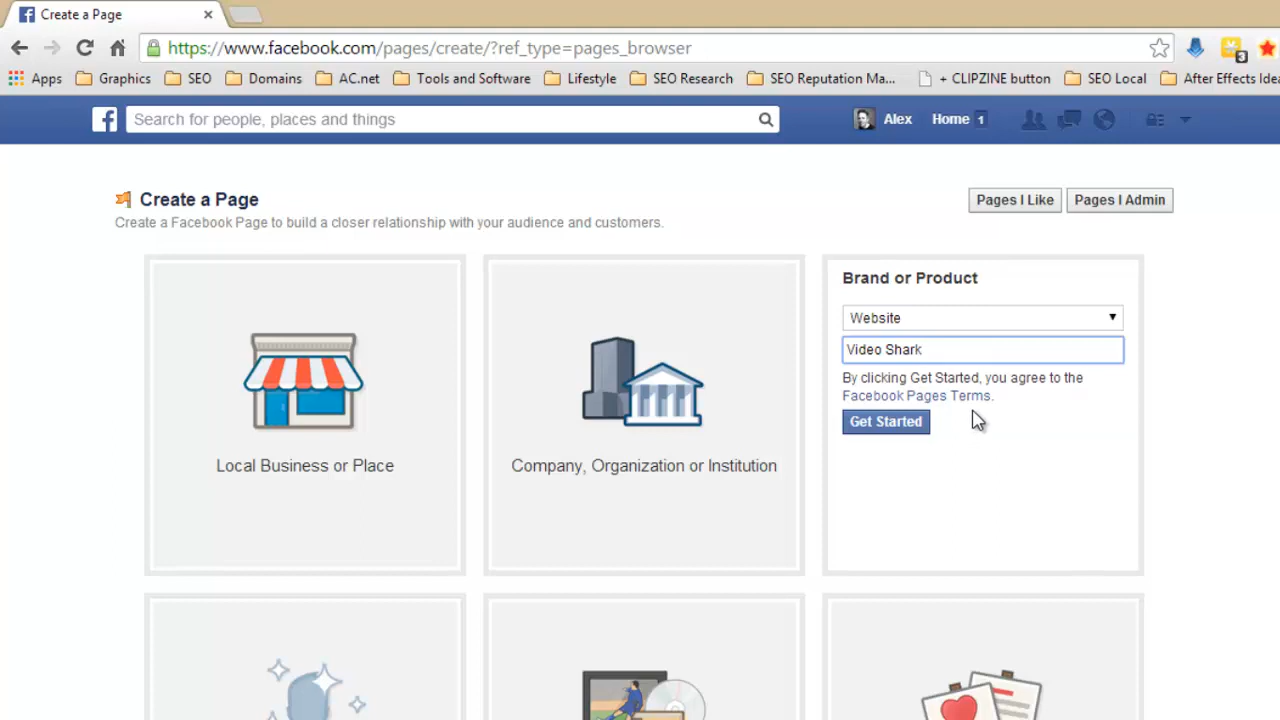 Create a Page
https://www.facebook.com/pages/create/?ref_type=pages_browser
3
Apps Graphics SEO Domains AC.net Tools and Software Lifestyle SEO Research SEO Reputation Ma... + CLIPZINE button SEO Local After Effects Idea
f Search for people, places and things Alex Home 1
Create a Page
Pages I Like Pages I Admin
Create a Facebook Page to build a closer relationship with your audience and customers.
Local Business or Place
Company, Organization or Institution
Brand or Product
Website
Video Shark
By clicking Get Started, you agree to the
Facebook Pages Terms.
Get Started